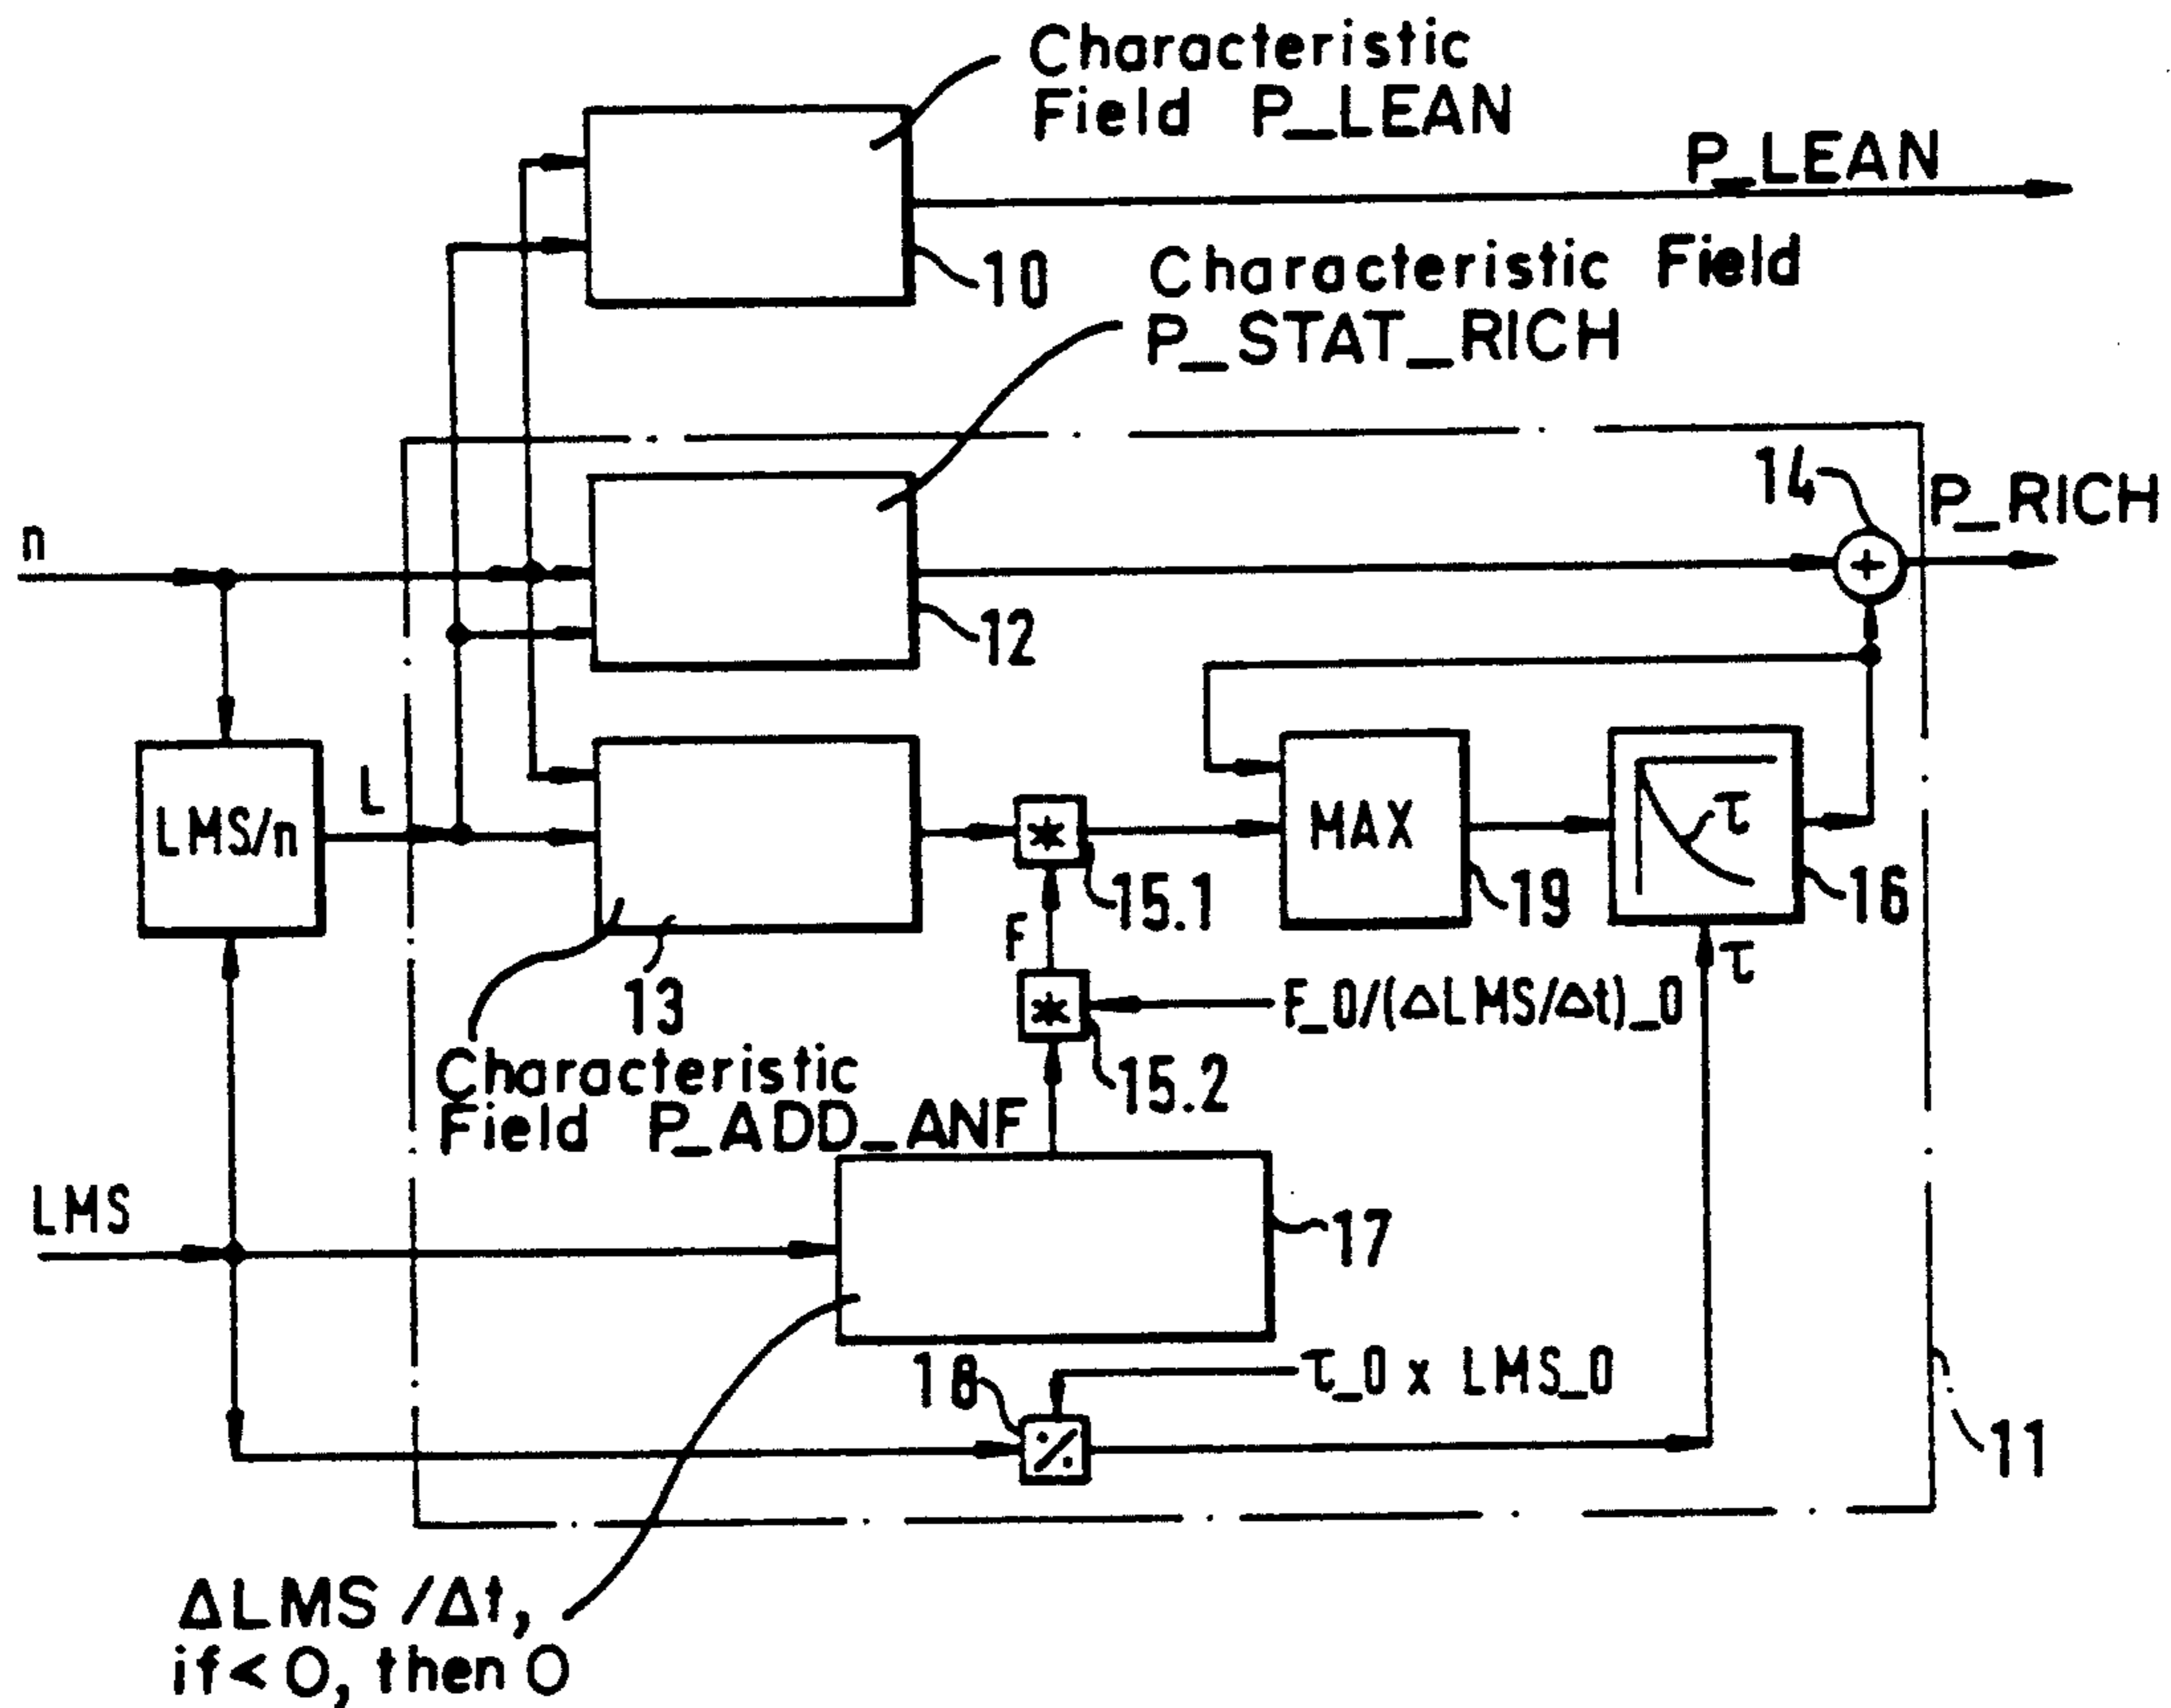 Characteristic
Field P_LEAN
P_LEAN
10
Characteristic Field
P_STAT_RICH
14
P_RICH
n
+
12
LMS/n
L
*
15.1
MAX
19
τ
16
τ
F
13
*
F_0/(ΔLMS/Δt)_0
15.2
Characteristic
Field P_ADD_ANF
LMS
17
18
τ_0 x LMS_0
⁒
11
ΔLMS/Δt,
if<0, then 0